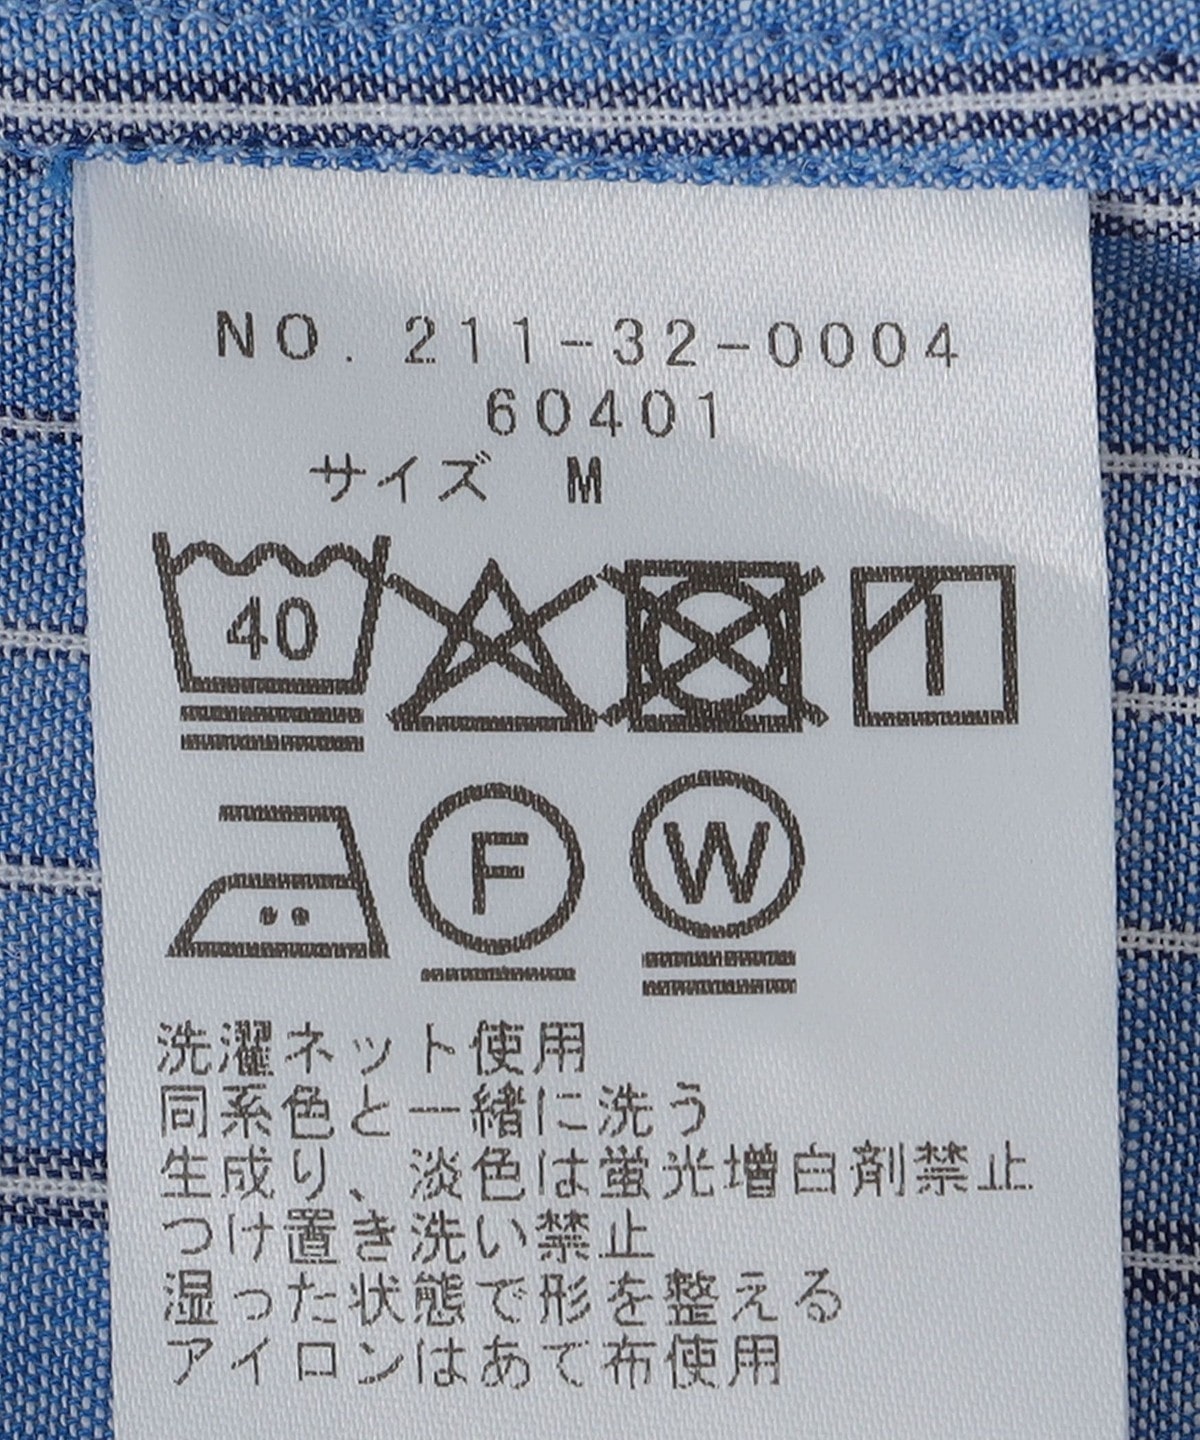 NO. 211-32-0004
60401
サイズ M
40
F W
洗濯ネット使用
同系色と一緒に洗う
生成り、淡色は蛍光増白剤禁止
つけ置き洗い禁止
湿った状態で形を整える
アイロンはあて布使用